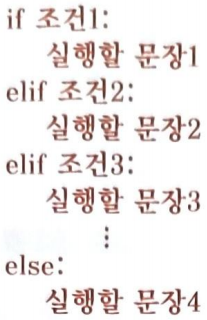 if 조건1:
    실행할 문장1
elif 조건2:
    실행할 문장2
elif 조건3:
    실행할 문장3
        ⋮
else:
    실행할 문장4